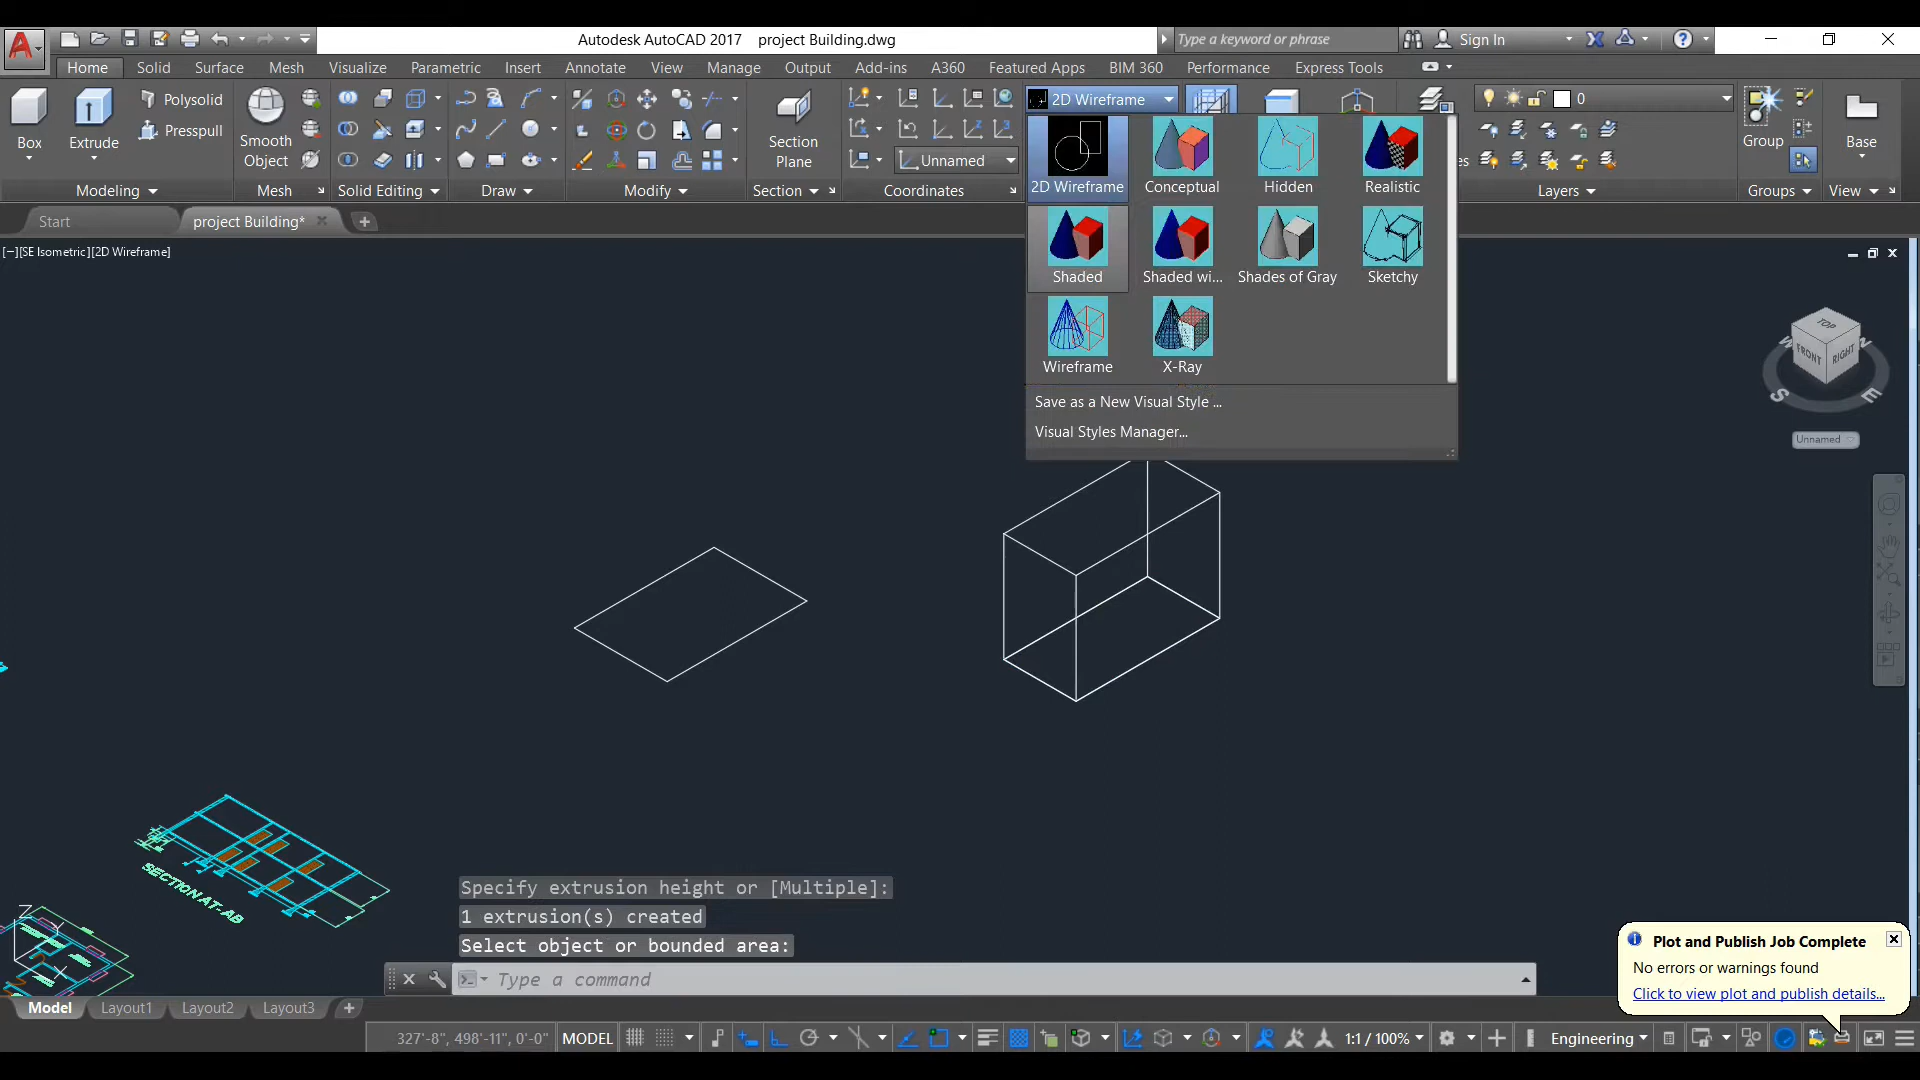 Autodesk AutoCAD 2017 project Building.dwg
Type a keyword or phrase
Sign In
Home Solid Surface Mesh Visualize Parametric Insert Annotate View Manage Output Add-ins A360 Featured Apps BIM 360 Performance Express Tools
Box
Extrude
Polysolid
Presspull
Smooth
Object
Section
Plane
Unnamed
2D Wireframe
0
Group
Base
Modeling Mesh Solid Editing Draw Modify Section Coordinates Layers Groups View
2D Wireframe Conceptual Hidden Realistic
Shaded Shaded wi... Shades of Gray Sketchy
Wireframe X-Ray
Save as a New Visual Style ...
Visual Styles Manager...
Start project Building*
[−][SE Isometric][2D Wireframe]
TOP
FRONT RIGHT
W N
S E
Unnamed
SECTION AT-AB
Z
Y
X
Specify extrusion height or [Multiple]:
1 extrusion(s) created
Select object or bounded area:
Type a command
Plot and Publish Job Complete
No errors or warnings found
Click to view plot and publish details...
Model Layout1 Layout2 Layout3
327'-8", 498'-11", 0'-0" MODEL 1:1 / 100% Engineering